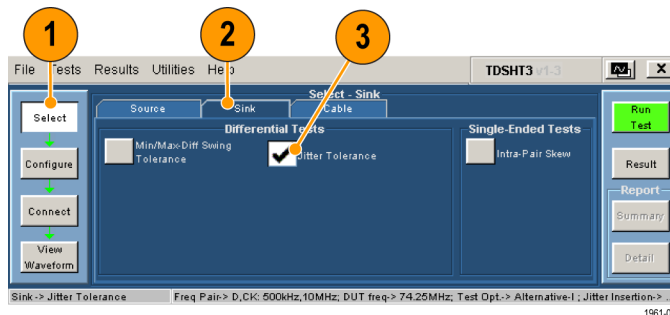 1 2 3
File Tests Results Utilities Help TDSHT3 v1-3 X
Select - Sink
Source Sink Cable
Select
Configure
Connect
View
Waveform
Differential Tests
Min/Max-Diff Swing
Tolerance
Jitter Tolerance
Single-Ended Tests
Intra-Pair Skew
Run
Test
Result
Report
Summary
Detail
Sink -> Jitter Tolerance Freq Pair-> D,CK: 500kHz,10MHz; DUT freq-> 74.25MHz; Test Opt.-> Alternative-I ; Jitter Insertion-> ..
1961-0